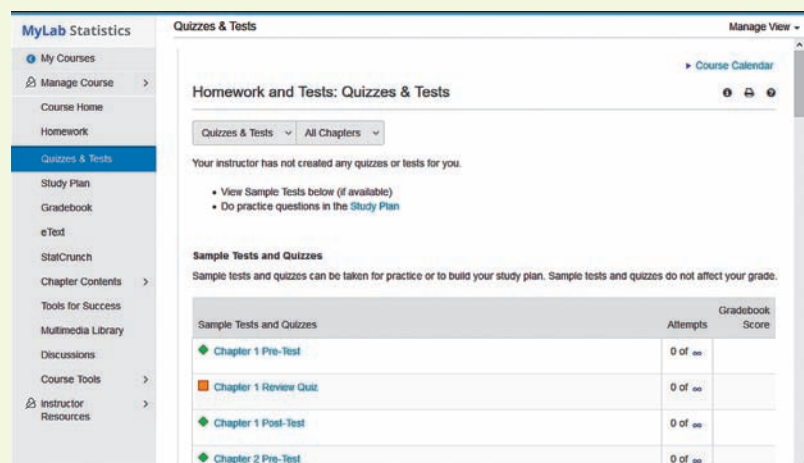 MyLab Statistics
Quizzes & Tests
Manage View
My Courses
Manage Course
Course Home
Homework
Quizzes & Tests
Study Plan
Gradebook
eText
StatCrunch
Chapter Contents
Tools for Success
Multimedia Library
Discussions
Course Tools
Instructor
Resources
Course Calendar
Homework and Tests: Quizzes & Tests
Quizzes & Tests
All Chapters
Your instructor has not created any quizzes or tests for you.
• View Sample Tests below (if available)
• Do practice questions in the Study Plan
Sample Tests and Quizzes
Sample tests and quizzes can be taken for practice or to build your study plan. Sample tests and quizzes do not affect your grade.
Sample Tests and Quizzes
Attempts
Gradebook
Score
Chapter 1 Pre-Test
0 of ∞
Chapter 1 Review Quiz
0 of ∞
Chapter 1 Post-Test
0 of ∞
Chapter 2 Pre-Test
0 of ∞